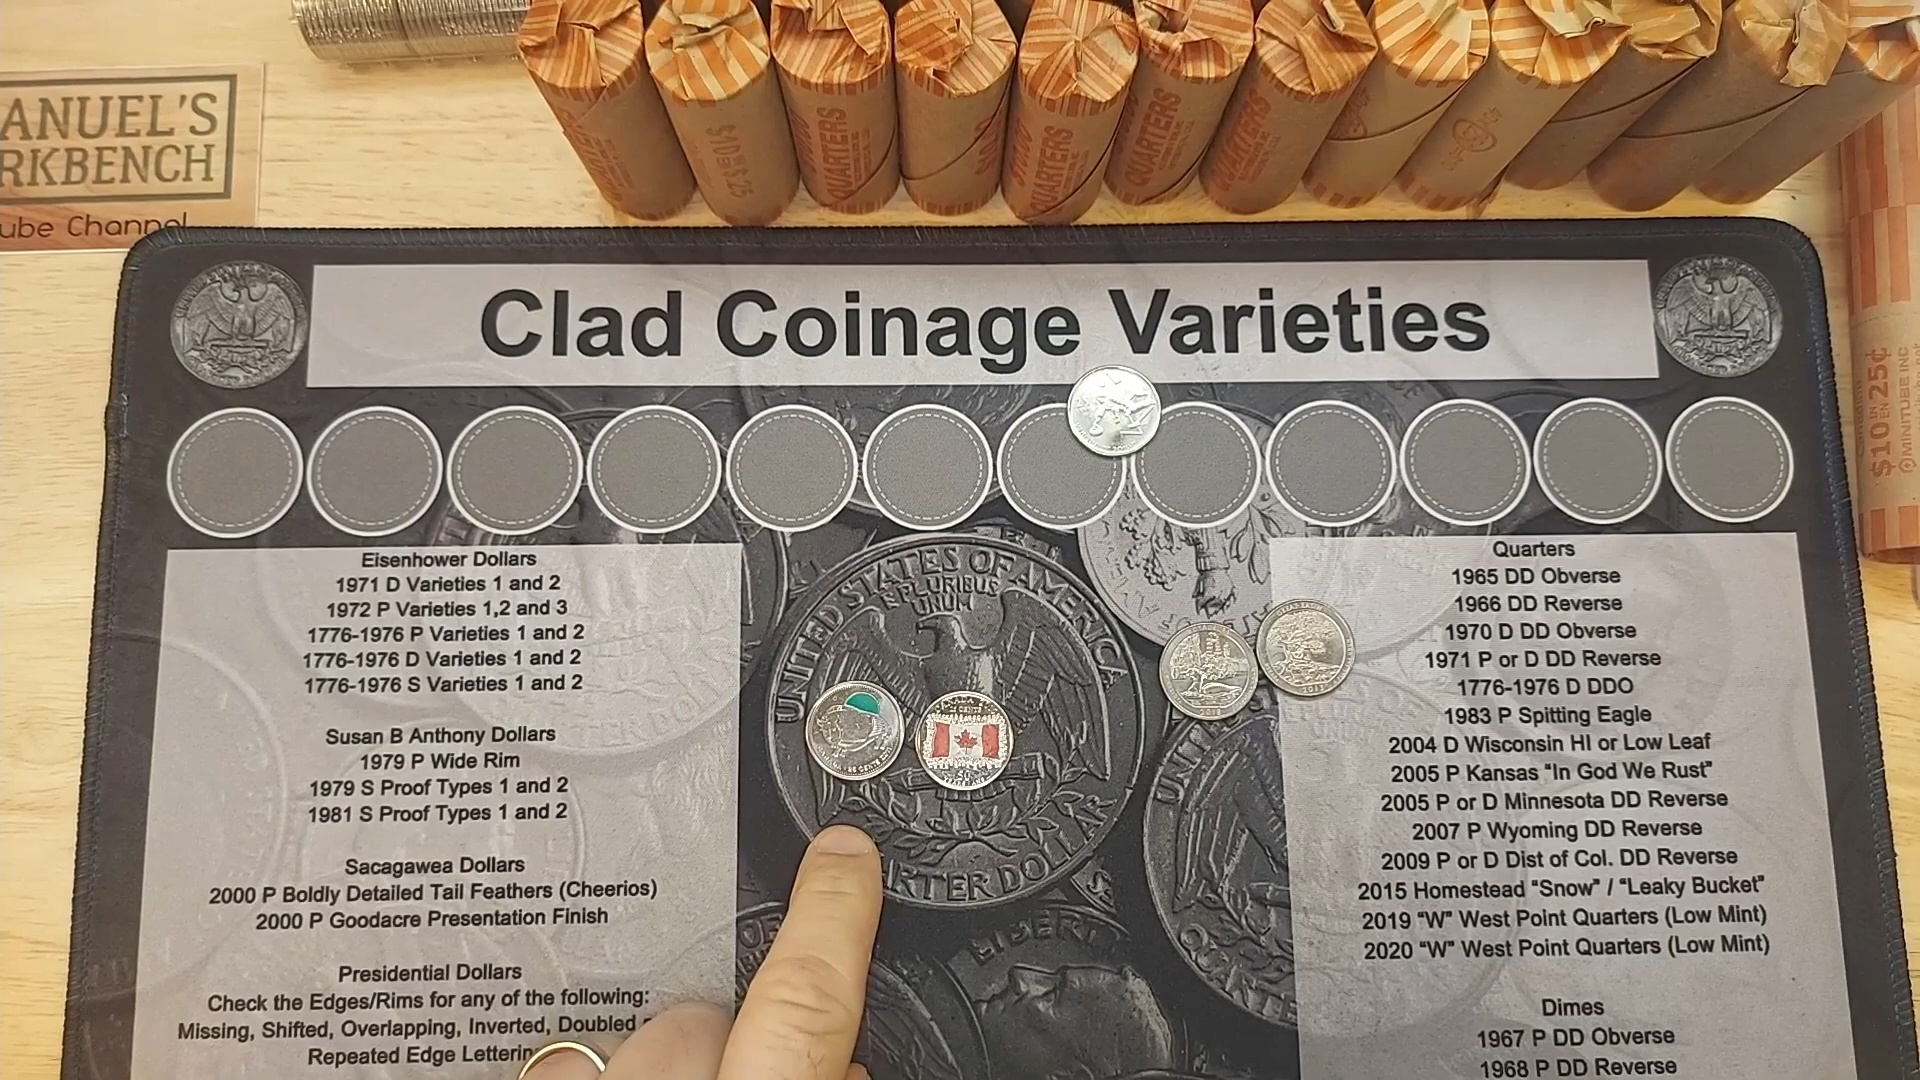 ANUEL'S
RKBENCH
ube Channel
QUARTERS
QUARTERS
QUARTERS
QUARTERS
$10 IN EN 25¢
MINITUBE INC
Clad Coinage Varieties
Eisenhower Dollars
1971 D Varieties 1 and 2
1972 P Varieties 1,2 and 3
1776-1976 P Varieties 1 and 2
1776-1976 D Varieties 1 and 2
1776-1976 S Varieties 1 and 2
Susan B Anthony Dollars
1979 P Wide Rim
1979 S Proof Types 1 and 2
1981 S Proof Types 1 and 2
Sacagawea Dollars
2000 P Boldly Detailed Tail Feathers (Cheerios)
2000 P Goodacre Presentation Finish
Presidential Dollars
Check the Edges/Rims for any of the following:
Missing, Shifted, Overlapping, Inverted, Doubled
Repeated Edge Lettering
UNITED STATES OF AMERICA
E PLURIBUS
UNUM
RTER DOLLAR
LIBERT
Quarters
1965 DD Obverse
1966 DD Reverse
1970 D DD Obverse
1971 P or D DD Reverse
1776-1976 D DDO
1983 P Spitting Eagle
2004 D Wisconsin HI or Low Leaf
2005 P Kansas “In God We Rust”
2005 P or D Minnesota DD Reverse
2007 P Wyoming DD Reverse
2009 P or D Dist of Col. DD Reverse
2015 Homestead “Snow” / “Leaky Bucket”
2019 “W” West Point Quarters (Low Mint)
2020 “W” West Point Quarters (Low Mint)
Dimes
1967 P DD Obverse
1968 P DD Reverse